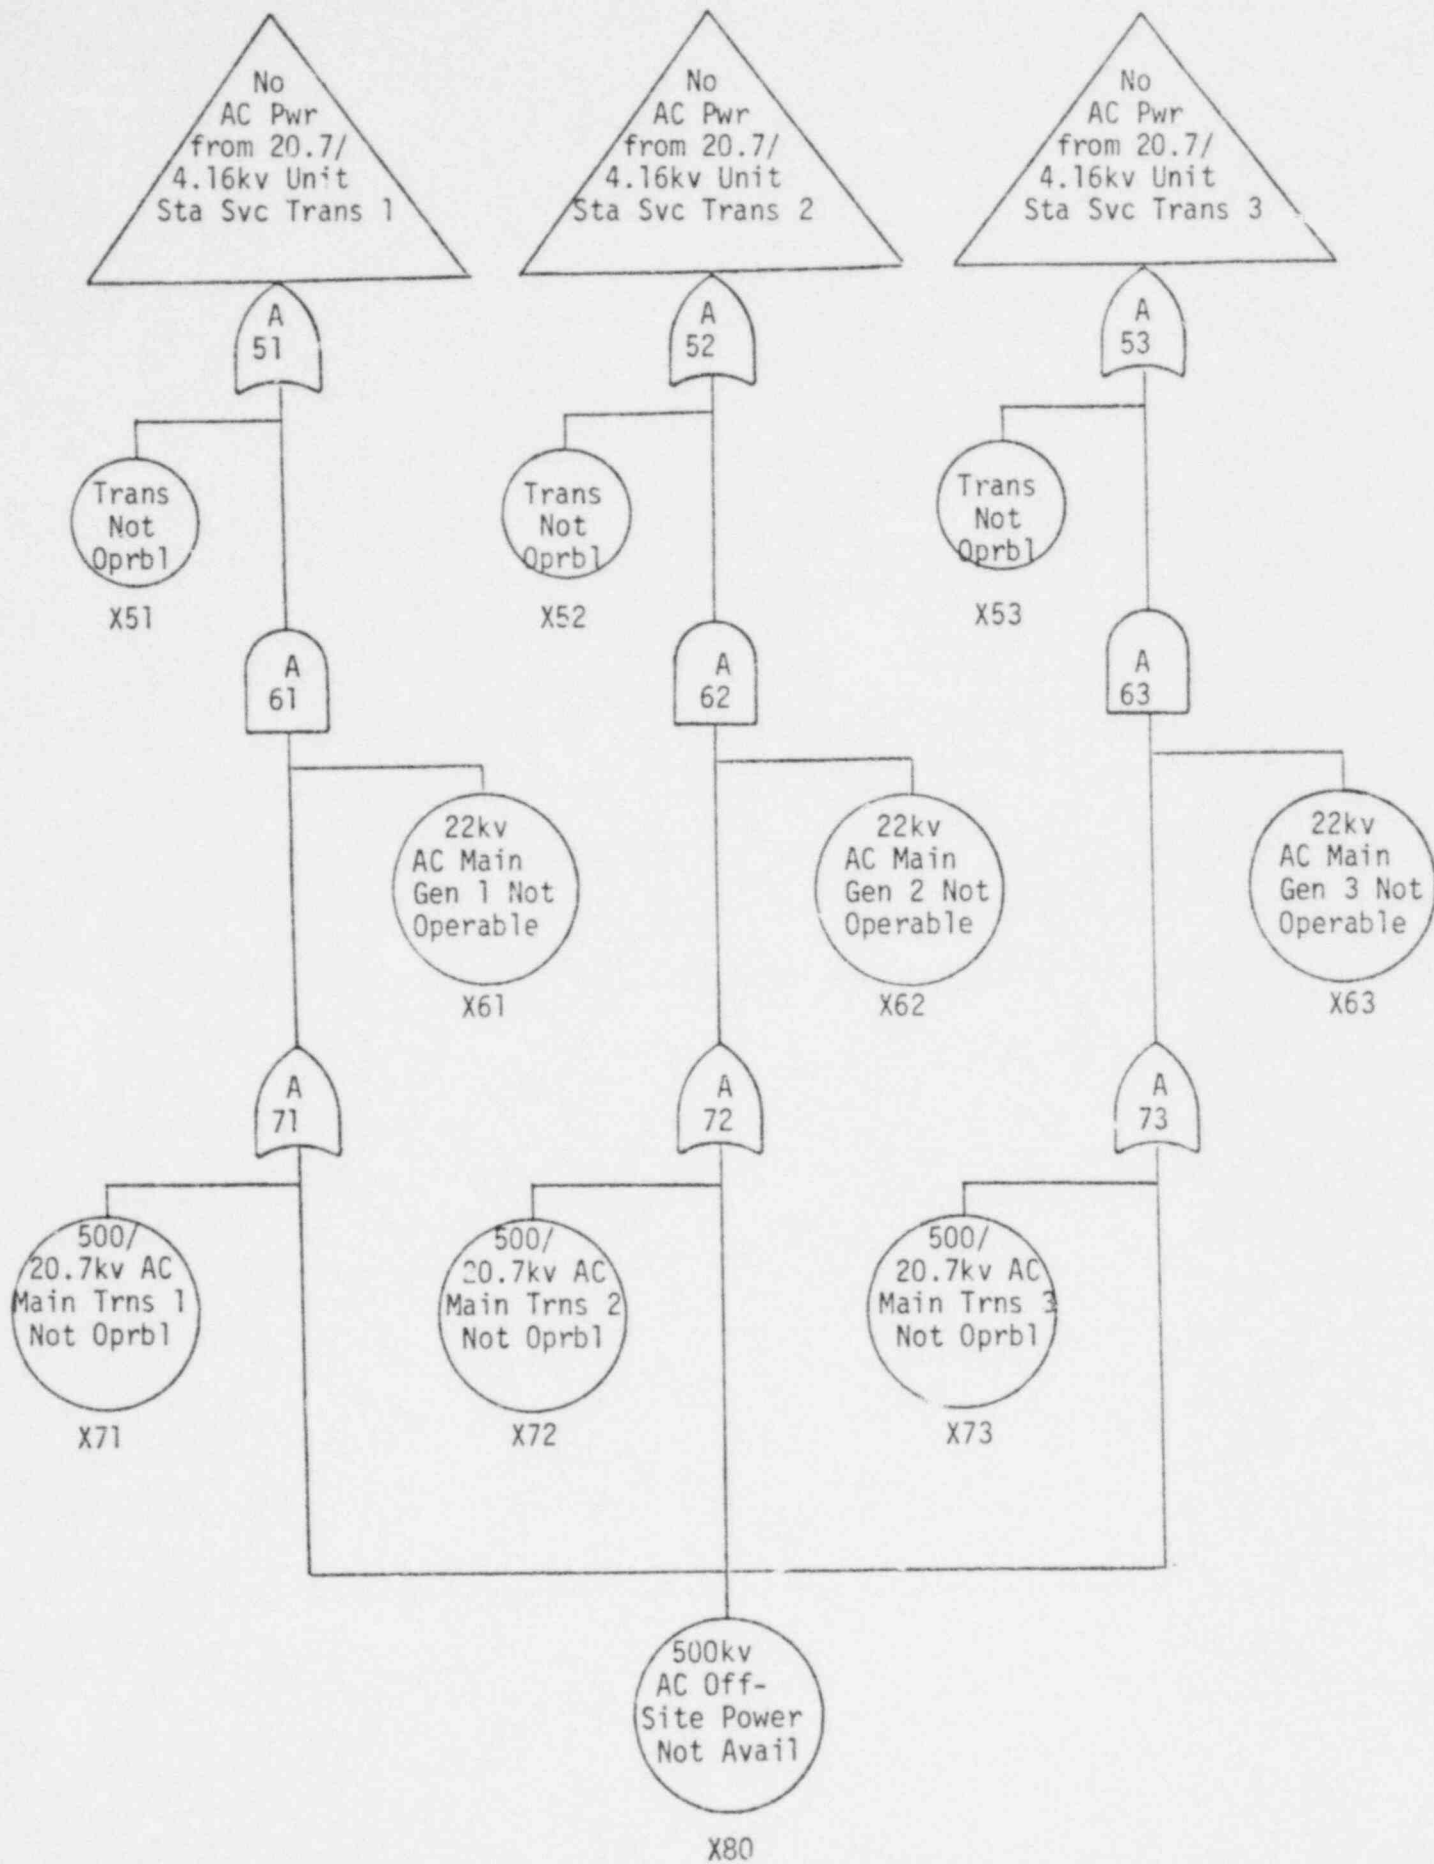 No
AC Pwr
from 20.7/
4.16kv Unit
Sta Svc Trans 1
No
AC Pwr
from 20.7/
4.16kv Unit
Sta Svc Trans 2
No
AC Pwr
from 20.7/
4.16kv Unit
Sta Svc Trans 3
A
51
A
52
A
53
Trans
Not
Oprbl
X51
Trans
Not
Oprbl
X52
Trans
Not
Oprbl
X53
A
61
A
62
A
63
22kv
AC Main
Gen 1 Not
Operable
X61
22kv
AC Main
Gen 2 Not
Operable
X62
22kv
AC Main
Gen 3 Not
Operable
X63
A
71
A
72
A
73
500/
20.7kv AC
Main Trns 1
Not Oprbl
X71
500/
20.7kv AC
Main Trns 2
Not Oprbl
X72
500/
20.7kv AC
Main Trns 3
Not Oprbl
X73
500kv
AC Off-
Site Power
Not Avail
X80